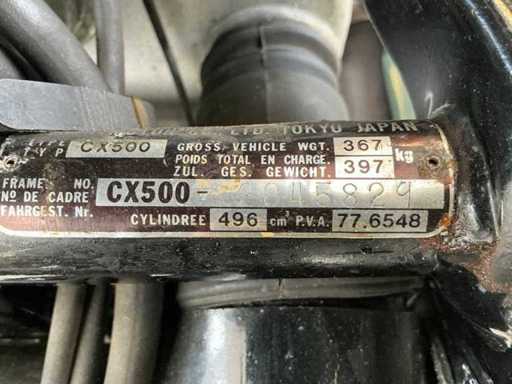 LTD. TOKYO JAPAN
TYP CX500 GROSS VEHICLE WGT. 367 kg
POIDS TOTAL EN CHARGE.
ZUL. GES. GEWICHT. 397
FRAME NO.
Nº DE CADRE CX500-
FAHRGEST. Nr. CYLINDREE 496 cm³ P.V.A. 77.6548